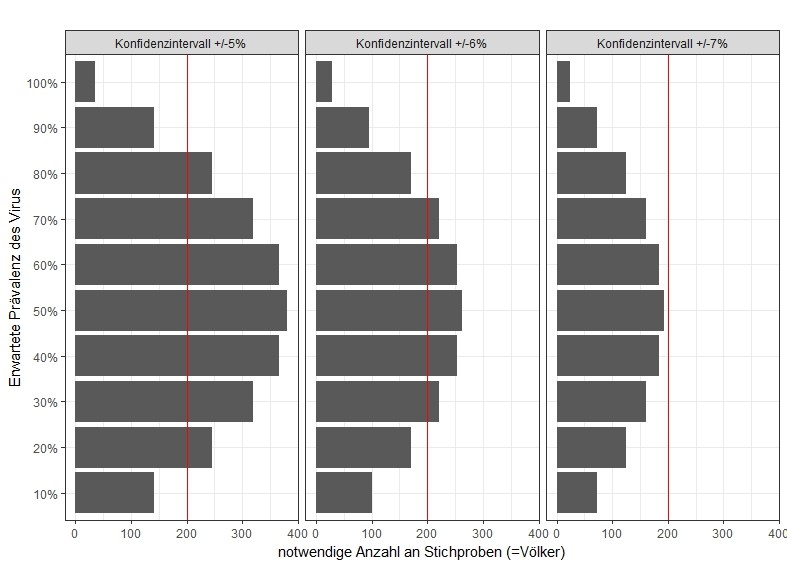 Konfidenzintervall +/-5%
Konfidenzintervall +/-6%
Konfidenzintervall +/-7%
Erwartete Prävalenz des Virus
100%
90%
80%
70%
60%
50%
40%
30%
20%
10%
0 100 200 300 400
0 100 200 300 400
0 100 200 300 400
notwendige Anzahl an Stichproben (=Völker)